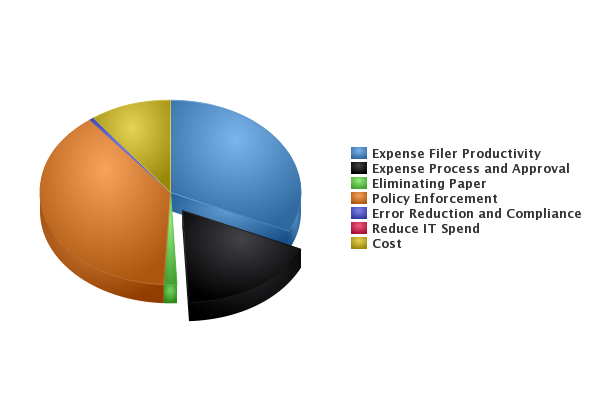 Expense Filer Productivity
Expense Process and Approval
Eliminating Paper
Policy Enforcement
Error Reduction and Compliance
Reduce IT Spend
Cost